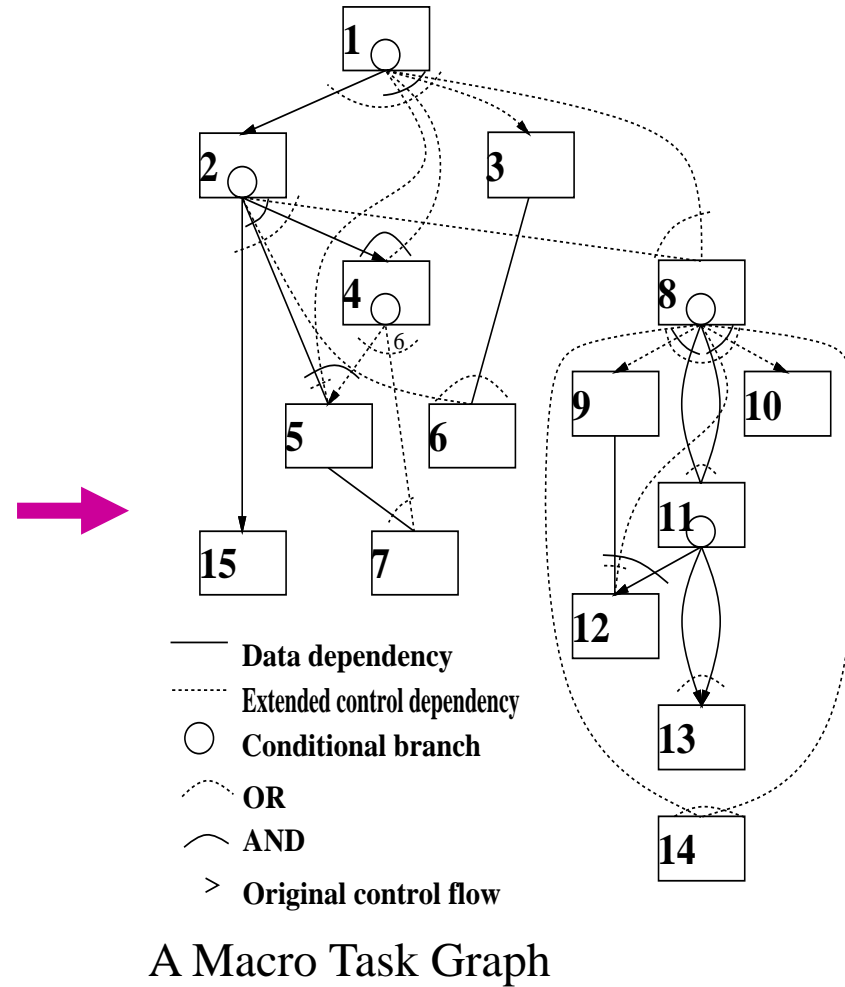 1
2
3
4
8
6
9
10
5
6
11
15
7
12
Data dependency
Extended control dependency
Conditional branch
13
OR
AND
14
Original control flow
A Macro Task Graph